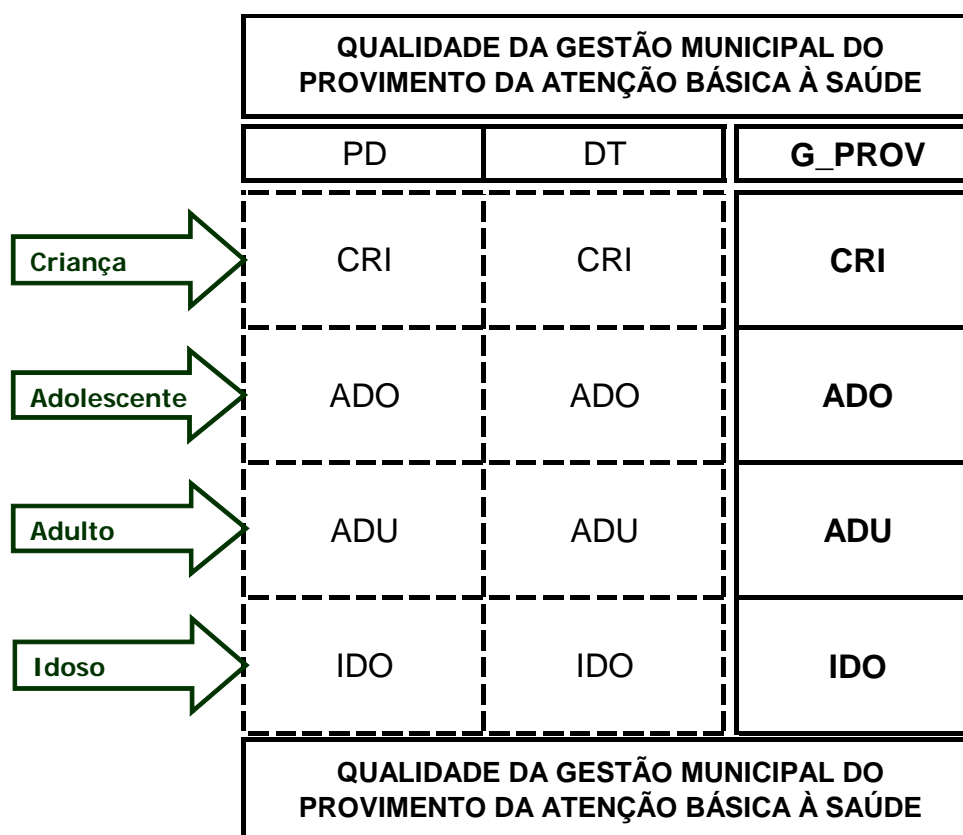 QUALIDADE DA GESTÃO MUNICIPAL DO
PROVIMENTO DA ATENÇÃO BÁSICA À SAÚDE
PD DT G_PROV
Criança CRI CRI CRI
Adolescente ADO ADO ADO
Adulto ADU ADU ADU
Idoso IDO IDO IDO
QUALIDADE DA GESTÃO MUNICIPAL DO
PROVIMENTO DA ATENÇÃO BÁSICA À SAÚDE